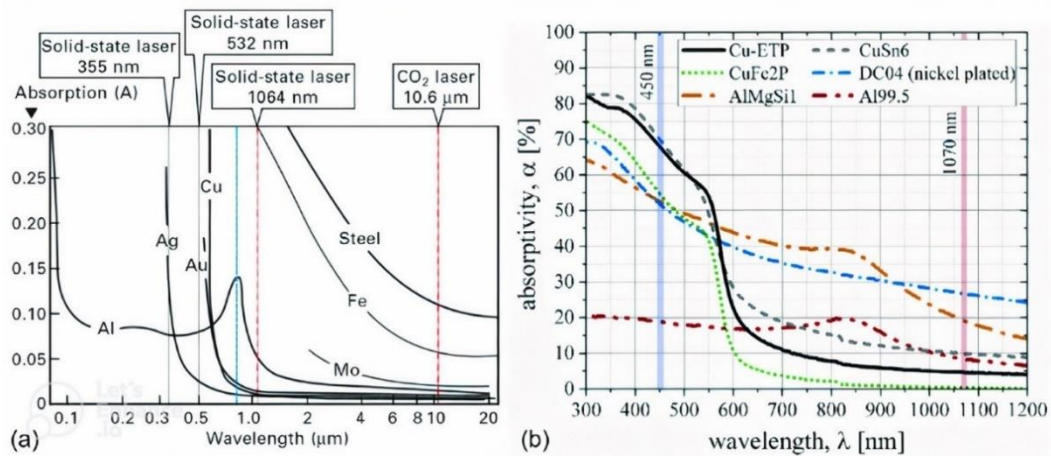 Solid-state laser
355 nm
Solid-state laser
532 nm
Solid-state laser
1064 nm
CO₂ laser
10.6 µm
Absorption (A)
0.30
0.25
0.20
0.15
0.10
0.05
0
Al
Ag
Au
Cu
Steel
Fe
Mo
0.1 0.2 0.3 0.5 1.0 2 4 6 8 10 20
Wavelength (µm)
Let's
.io
(a)
absorptivity, α [%]
100
90
80
70
60
50
40
30
20
10
0
450 nm
Cu-ETP
CuFe2P
AlMgSi1
CuSn6
DC04 (nickel plated)
Al99.5
1070 nm
300 400 500 600 700 800 900 1000 1100 1200
wavelength, λ [nm]
(b)